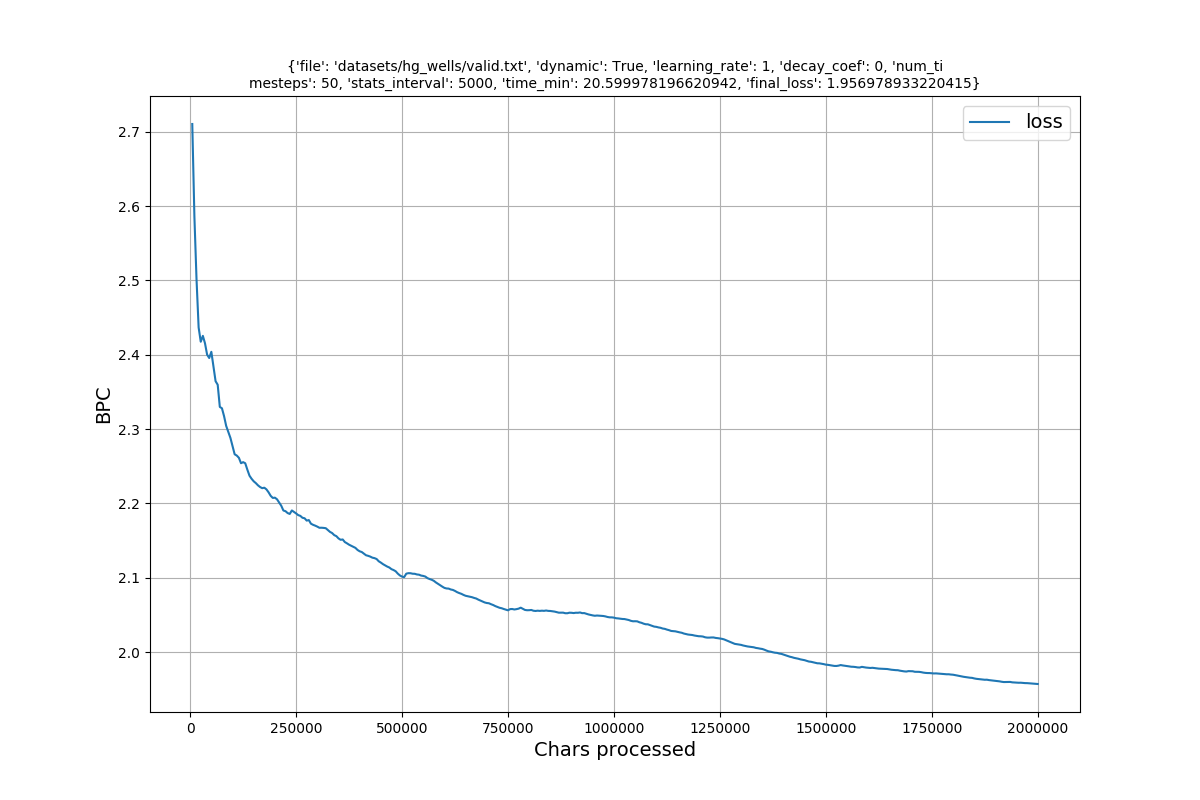 {'file': 'datasets/hg_wells/valid.txt', 'dynamic': True, 'learning_rate': 1, 'decay_coef': 0, 'num_ti
mesteps': 50, 'stats_interval': 5000, 'time_min': 20.599978196620942, 'final_loss': 1.956978933220415}
loss
2.7
2.6
2.5
2.4
2.3
2.2
2.1
2.0
BPC
0 250000 500000 750000 1000000 1250000 1500000 1750000 2000000
Chars processed